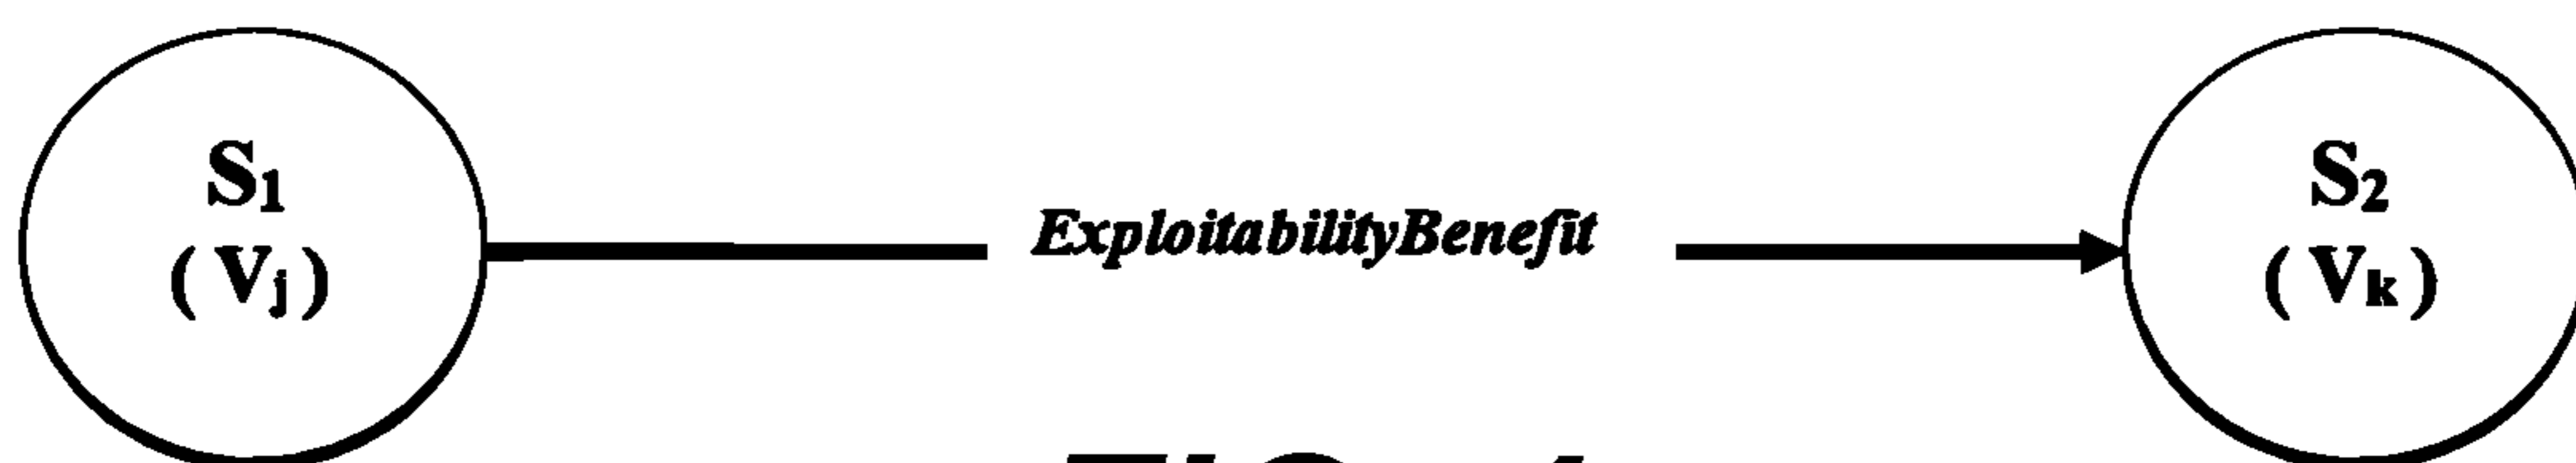 S1
( Vj )
ExploitabilityBenefit
S2
( Vk )